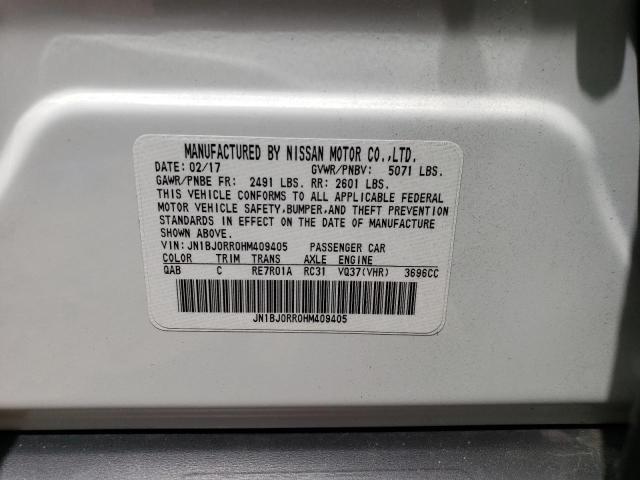 MANUFACTURED BY NISSAN MOTOR CO.,LTD.
DATE: 02/17 GVWR/PNBV: 5071 LBS.
GAWR/PNBE FR: 2491 LBS. RR: 2601 LBS.
THIS VEHICLE CONFORMS TO ALL APPLICABLE FEDERAL
MOTOR VEHICLE SAFETY,BUMPER,AND THEFT PREVENTION
STANDARDS IN EFFECT ON THE DATE OF MANUFACTURE
SHOWN ABOVE.
VIN: JN1BJ0RR0HM409405 PASSENGER CAR
COLOR TRIM TRANS AXLE ENGINE
QAB C RE7R01A RC31 VQ37(VHR) 3696CC
JN1BJ0RR0HM409405